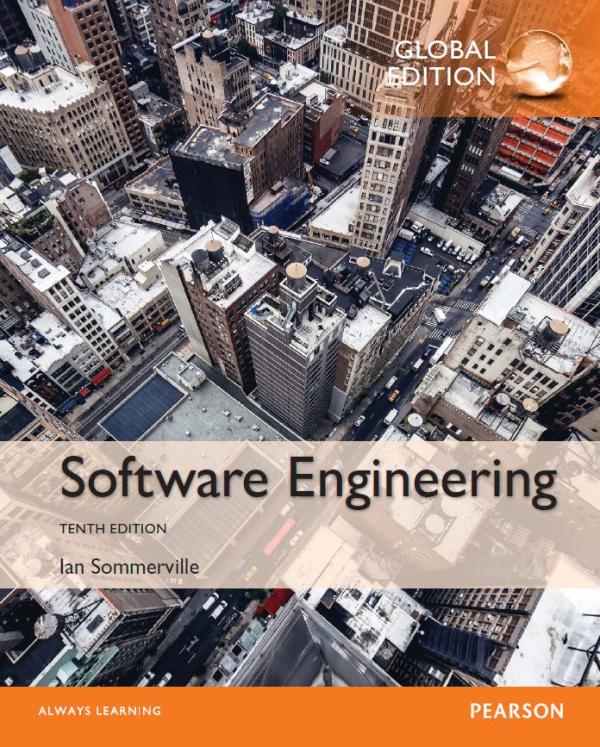 GLOBAL
EDITION
Software Engineering
TENTH EDITION
Ian Sommerville
ALWAYS LEARNING
PEARSON